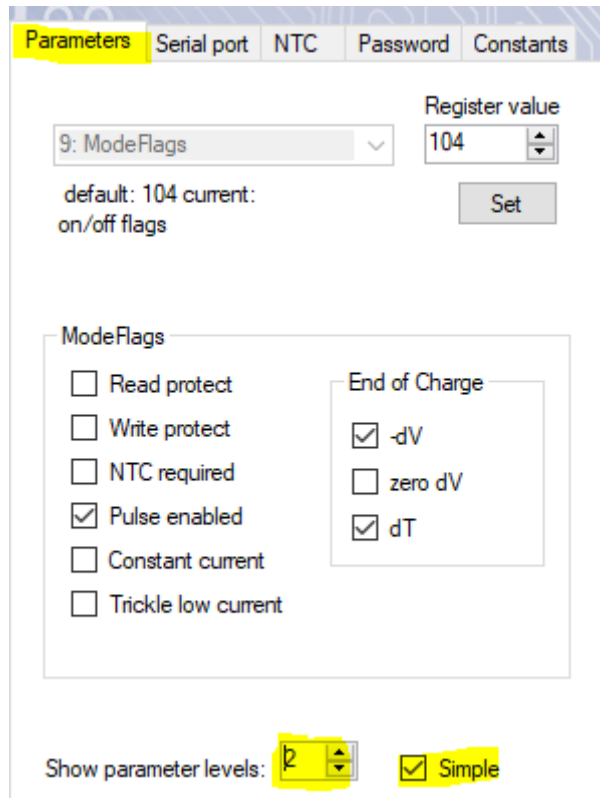 Parameters Serial port NTC Password Constants
Register value
9: ModeFlags 104
default: 104 current: Set
on/off flags
ModeFlags
Read protect End of Charge
Write protect -dV
NTC required zero dV
Pulse enabled dT
Constant current
Trickle low current
Show parameter levels: 2 Simple